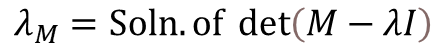 λ_M = Soln. of det(M − λI)